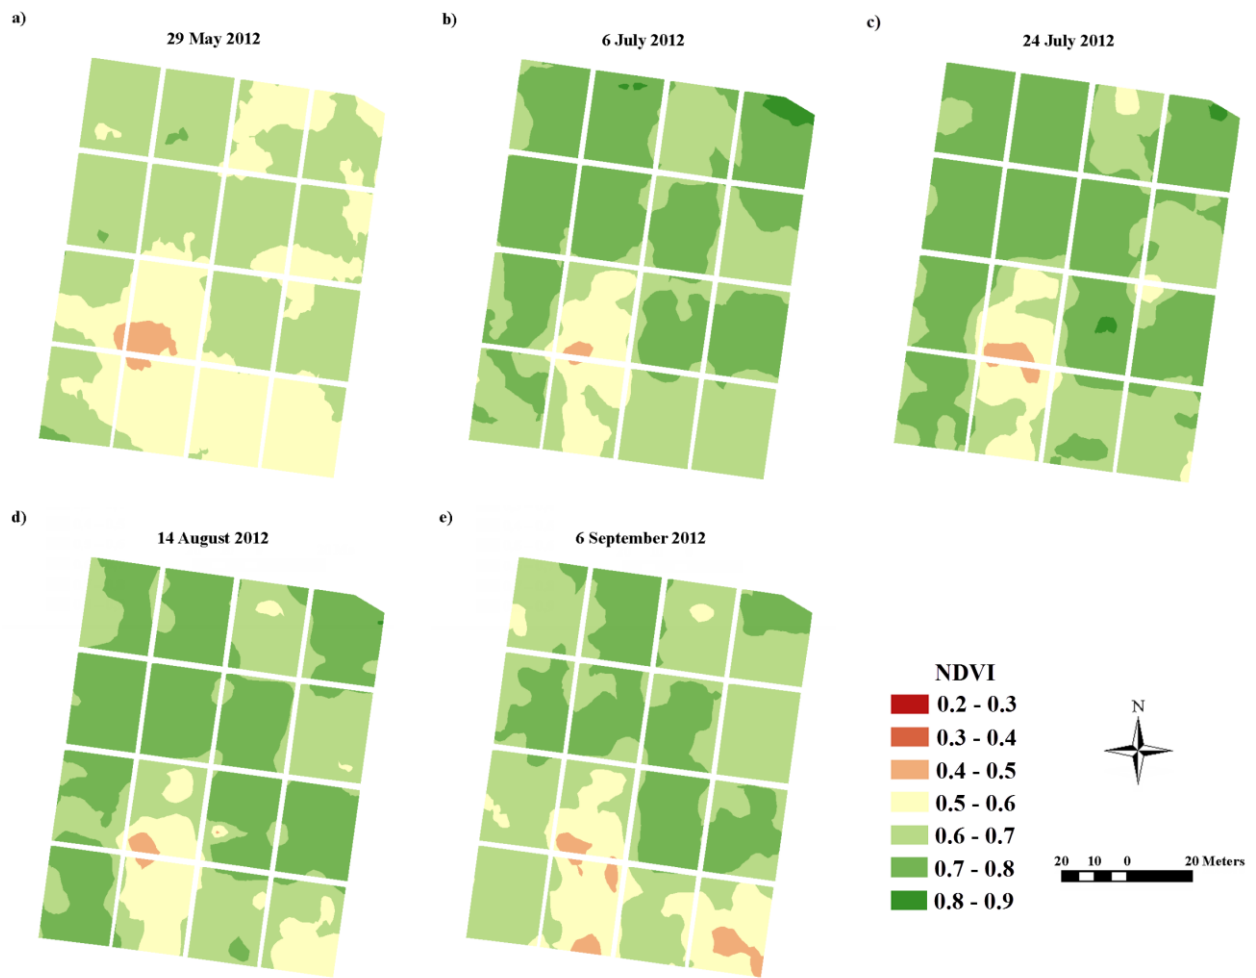 a)
29 May 2012
b)
6 July 2012
c)
24 July 2012
d)
14 August 2012
e)
6 September 2012
NDVI
0.2 - 0.3
0.3 - 0.4
0.4 - 0.5
0.5 - 0.6
0.6 - 0.7
0.7 - 0.8
0.8 - 0.9
N
20 10 0 20 Meters